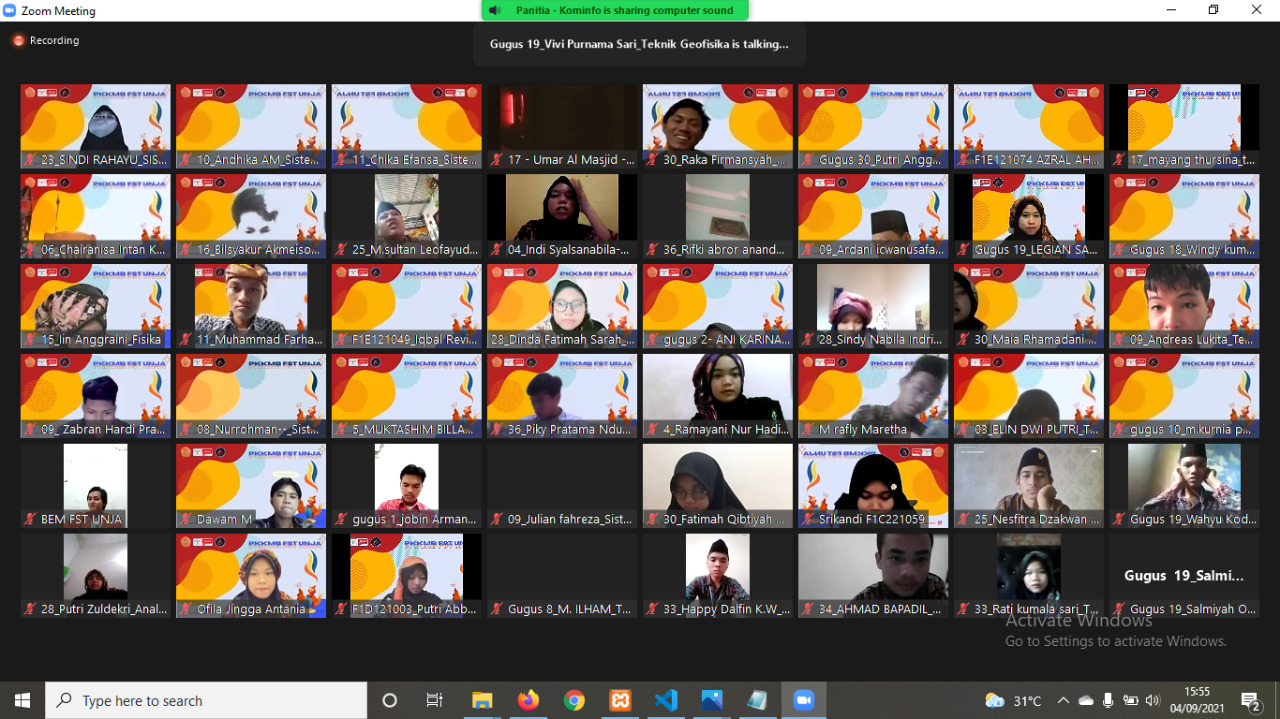 Zoom Meeting
Panitia - Kominfo is sharing computer sound
Recording
Gugus 19_Vivi Purnama Sari_Teknik Geofisika is talking...
PKKMB FST UNJA
23_SINDI RAHAYU_SIS...
10_Andhika AM_Siste...
11_Chika Efansa_Siste...
17 - Umar Al Masjid -...
30_Raka Firmansyah_...
Gugus 30_Putri Angg...
F1E121074 AZRAL AH...
17_mayang thursina_t...
06_Chairanisa Intan K...
16_Bilsyakur Akmeiso...
25_M.sultan Leofayud...
04_Indi Syalsanabila-...
36_Rifki abror anand...
09_Ardani icwanusafa...
Gugus 19_LEGIAN SA...
Gugus 18_Windy kum...
15_Iin Anggraini_Fisika
11_Muhammad Farha...
F1E121049_Iqbal Revi...
28_Dinda Fatimah Sarah_...
gugus 2- ANI KARINA...
28_Sindy Nabila Indri...
30_Maia Rhamadani ...
09_Andreas Lukita_Te...
09_ Zabran Hardi Pra...
08_Nurrohman--_Sist...
5_MUKTASHIM BILLA...
36_Piky Pratama Ndu...
4_Ramayani Nur Hadi...
M rafly Maretha
03_ELIN DWI PUTRI_T...
gugus 10_m.kurnia p...
BEM FST UNJA
Dawam M
gugus 1_jobin Arman...
09_Julian fahreza_Sist...
30_Fatimah Qibtiyah ...
Srikandi F1C221059
25_Nesfitra Dzakwan ...
Gugus 19_Wahyu Kod...
28_Putri Zuldekri_Anal...
Ofila Jingga Antania
F1D121003_Putri Abb...
Gugus 8_M. ILHAM_T...
33_Happy Dalfin K.W_...
34_AHMAD BAPADIL_...
33_Rati kumala sari_T...
Gugus 19_Salmi...
Gugus 19_Salmiyah O...
Activate Windows
Go to Settings to activate Windows.
Type here to search
31°C
15:55
04/09/2021
2